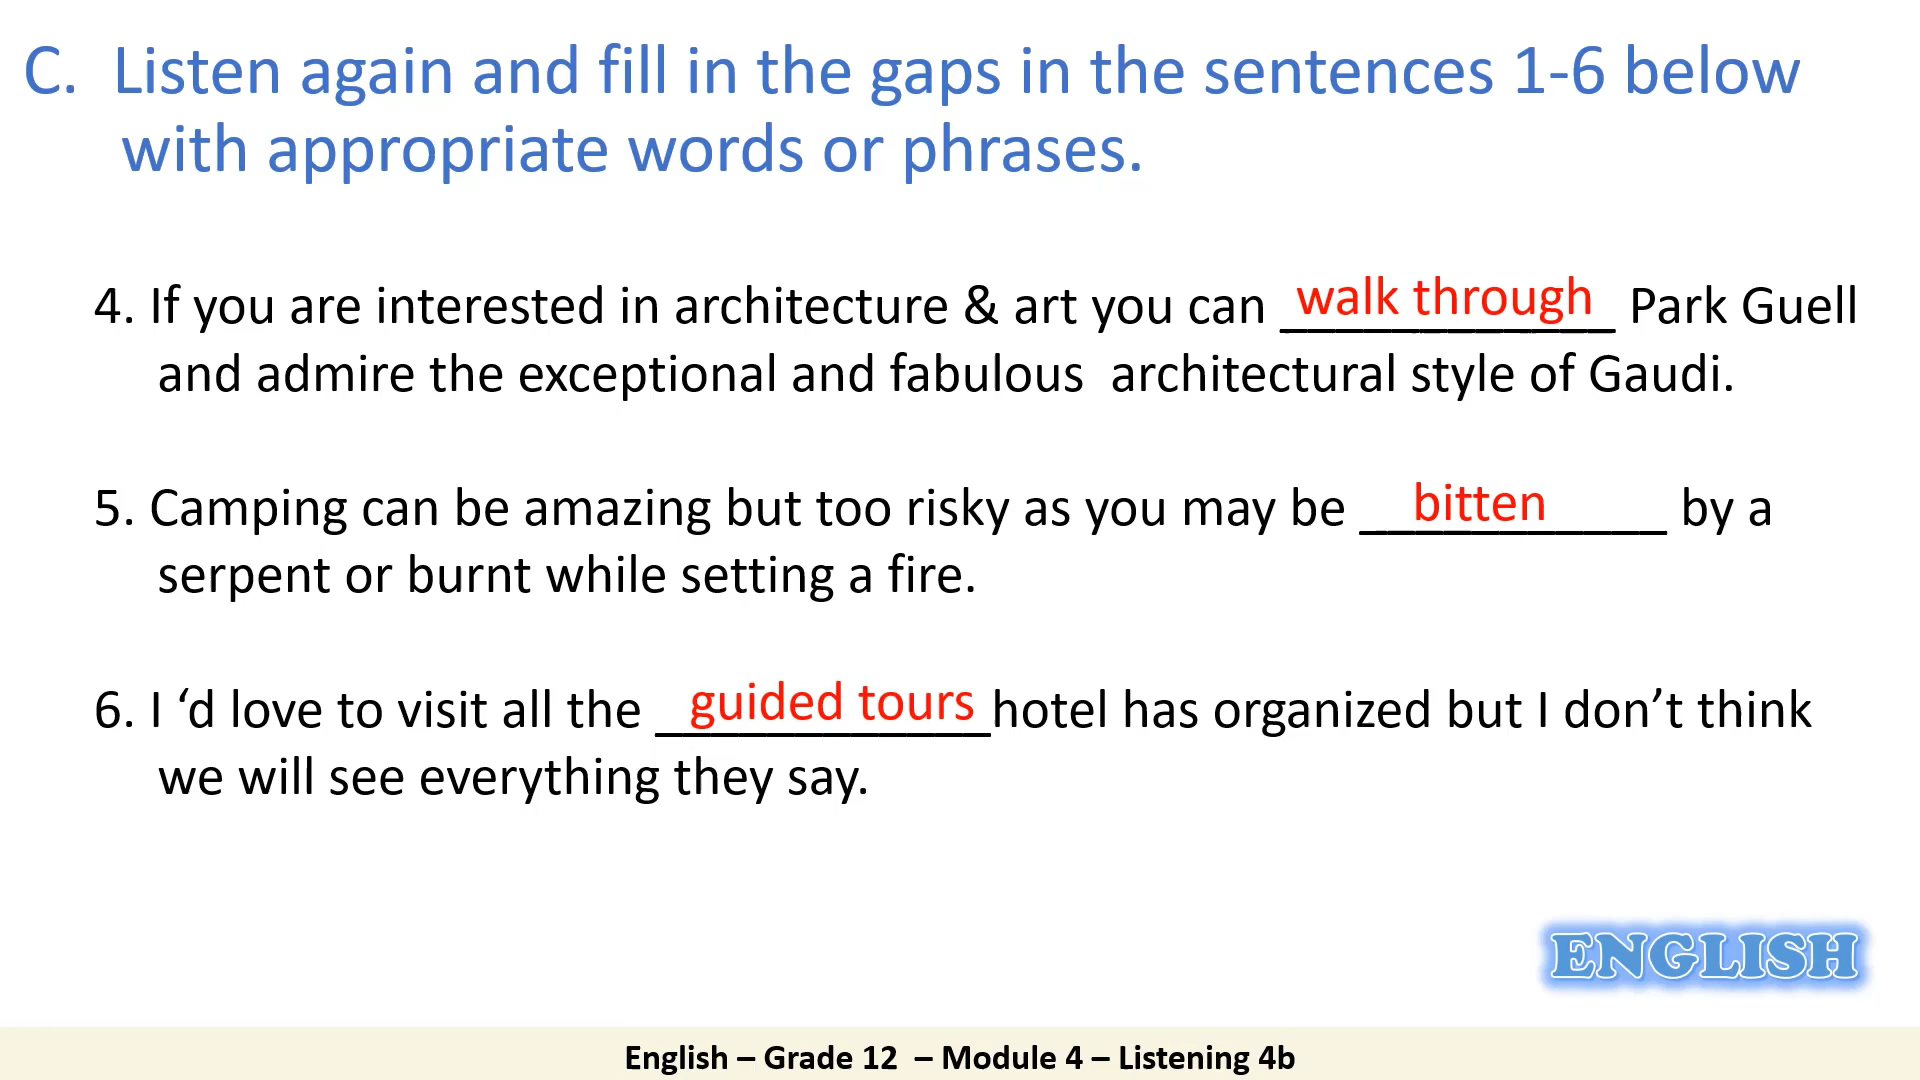 C.  Listen again and fill in the gaps in the sentences 1-6 below
with appropriate words or phrases.
4. If you are interested in architecture & art you can walk through Park Guell
and admire the exceptional and fabulous  architectural style of Gaudi.
5. Camping can be amazing but too risky as you may be bitten by a
serpent or burnt while setting a fire.
6. I ‘d love to visit all the guided tours hotel has organized but I don’t think
we will see everything they say.
ENGLISH
English – Grade 12  – Module 4 – Listening 4b